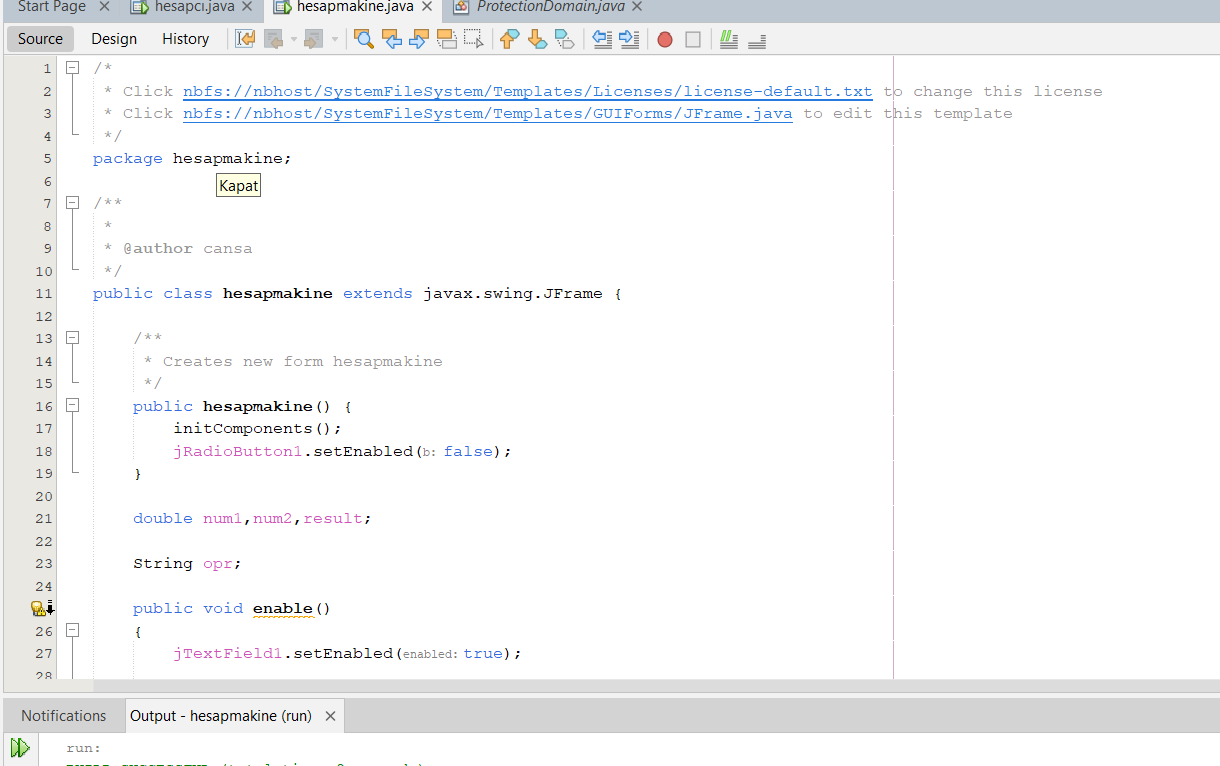 Start Page
hesapci.java
hesapmakine.java
ProtectionDomain.java
Source Design History
1 /*
2 * Click nbfs://nbhost/SystemFileSystem/Templates/Licenses/license-default.txt to change this license
3 * Click nbfs://nbhost/SystemFileSystem/Templates/GUIForms/JFrame.java to edit this template
4 */
5 package hesapmakine;
6
Kapat
7 /**
8 *
9 * @author cansa
10 */
11 public class hesapmakine extends javax.swing.JFrame {
12
13 /**
14 * Creates new form hesapmakine
15 */
16 public hesapmakine() {
17 initComponents();
18 jRadioButton1.setEnabled(b: false);
19 }
20
21 double num1,num2,result;
22
23 String opr;
24
public void enable()
26 {
27 jTextField1.setEnabled(enabled: true);
28
Notifications Output - hesapmakine (run)
run: